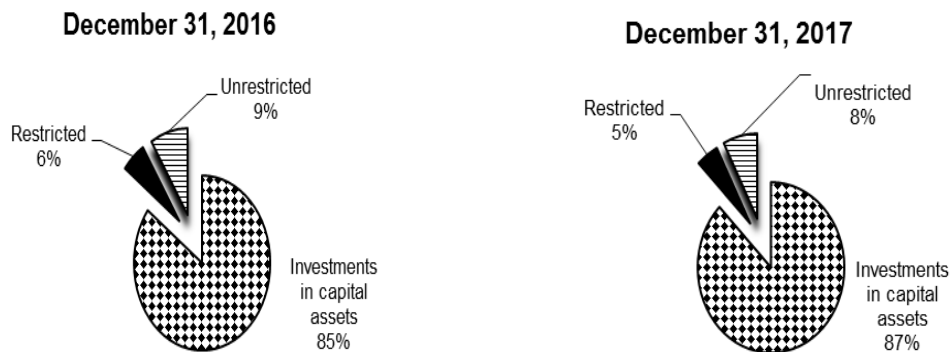 December 31, 2016
Unrestricted
9%
Restricted
6%
Investments
in capital
assets
85%
December 31, 2017
Unrestricted
8%
Restricted
5%
Investments
in capital
assets
87%